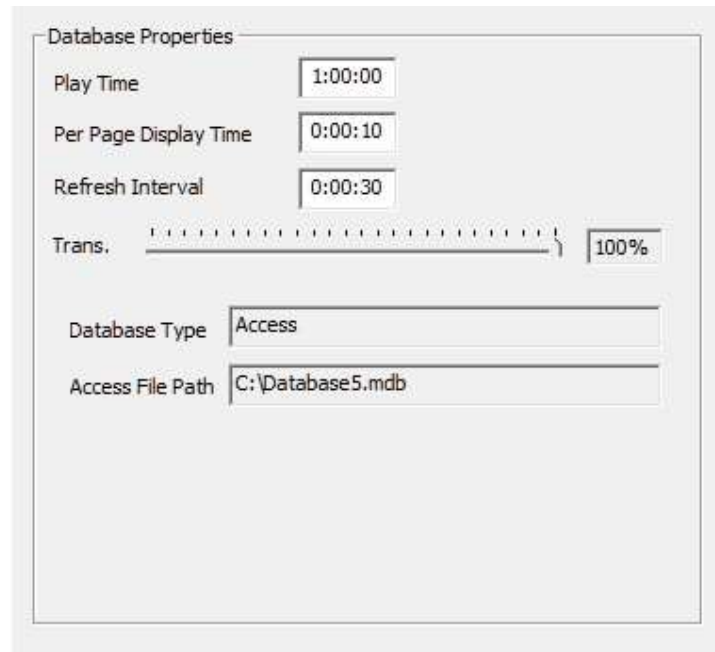 Database Properties
Play Time 1:00:00
Per Page Display Time 0:00:10
Refresh Interval 0:00:30
Trans. 100%
Database Type Access
Access File Path C:\Database5.mdb